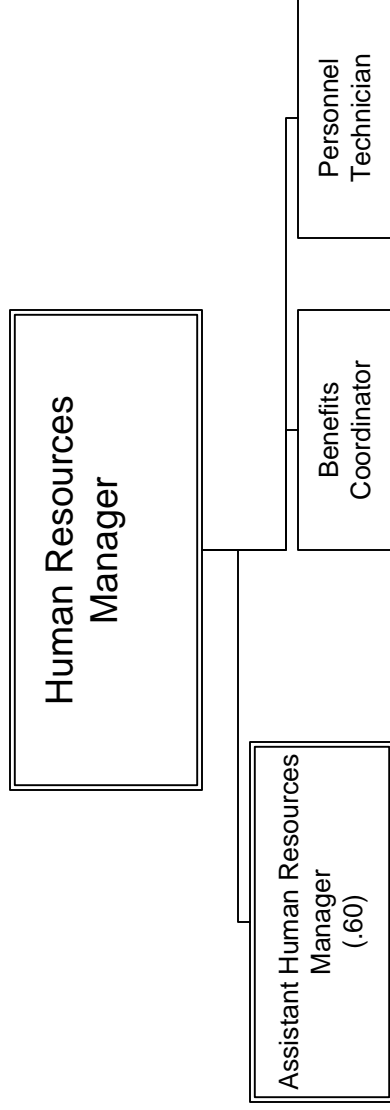 Human Resources
Manager
Assistant Human Resources
Manager
(.60)
Benefits
Coordinator
Personnel
Technician